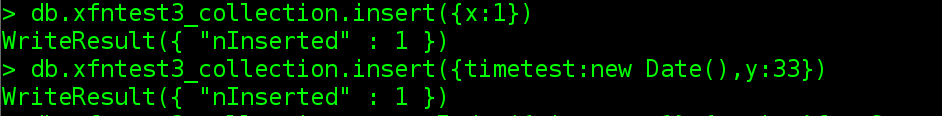 > db.xfntest3_collection.insert({x:1})
WriteResult({ "nInserted" : 1 })
> db.xfntest3_collection.insert({timetest:new Date(),y:33})
WriteResult({ "nInserted" : 1 })